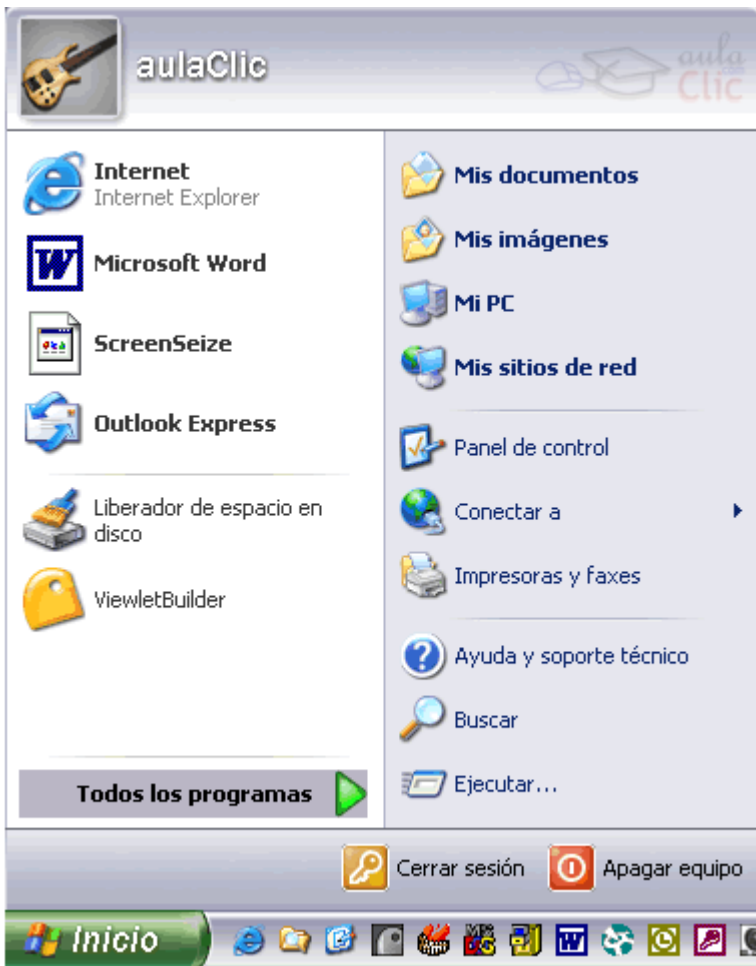 aulaClic
aula
Clic
Internet
Internet Explorer
Microsoft Word
ScreenSeize
Outlook Express
Liberador de espacio en
disco
ViewletBuilder
Todos los programas
Mis documentos
Mis imágenes
Mi PC
Mis sitios de red
Panel de control
Conectar a
Impresoras y faxes
Ayuda y soporte técnico
Buscar
Ejecutar...
Cerrar sesión
Apagar equipo
Inicio